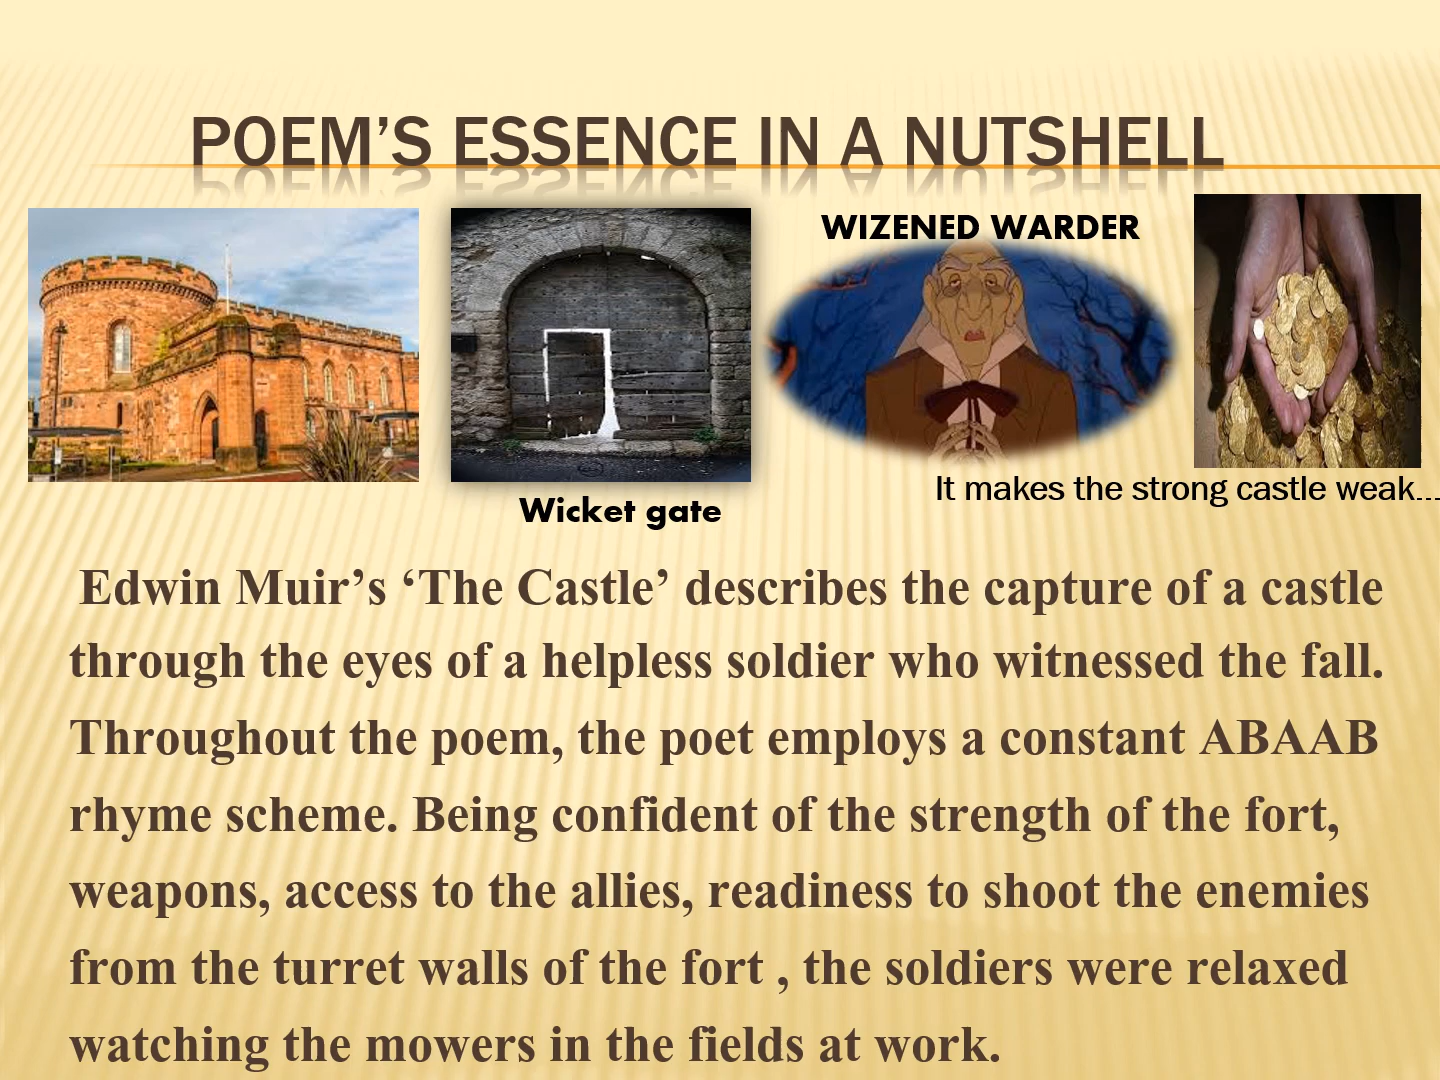 POEM’S ESSENCE IN A NUTSHELL
WIZENED WARDER
It makes the strong castle weak...
Wicket gate
Edwin Muir’s ‘The Castle’ describes the capture of a castle
through the eyes of a helpless soldier who witnessed the fall.
Throughout the poem, the poet employs a constant ABAAB
rhyme scheme. Being confident of the strength of the fort,
weapons, access to the allies, readiness to shoot the enemies
from the turret walls of the fort , the soldiers were relaxed
watching the mowers in the fields at work.